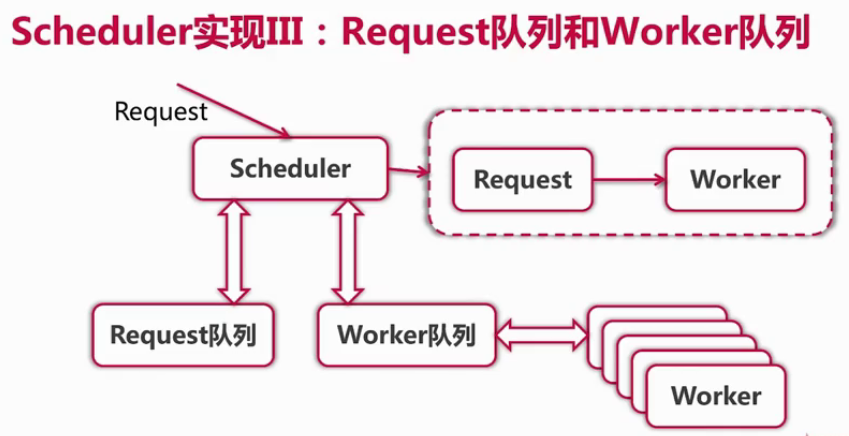 Scheduler实现III：Request队列和Worker队列
Request
Scheduler
Request
Worker
Request队列
Worker队列
Worker